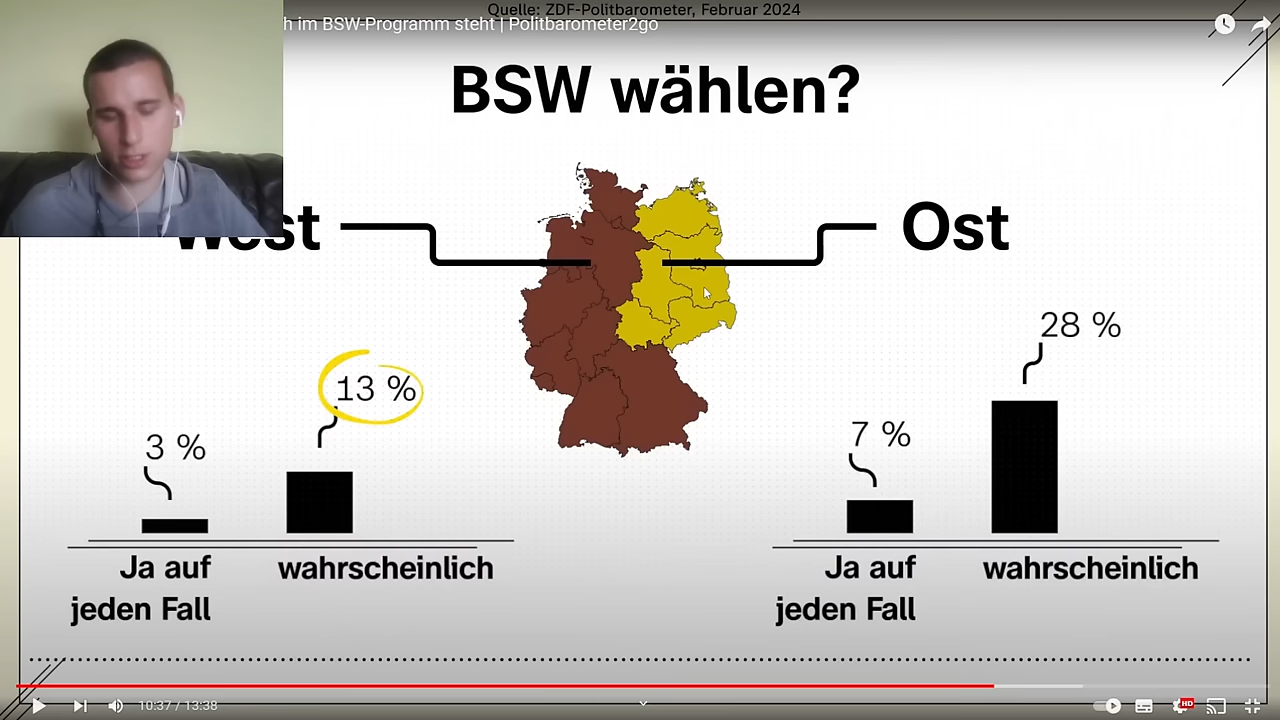 Quelle: ZDF-Politbarometer, Februar 2024
h im BSW-Programm steht | Politbarometer2go
BSW wählen?
West
Ost
28 %
13 %
7 %
3 %
Ja auf
jeden Fall
wahrscheinlich
Ja auf
jeden Fall
wahrscheinlich
10:37 / 13:38
HD